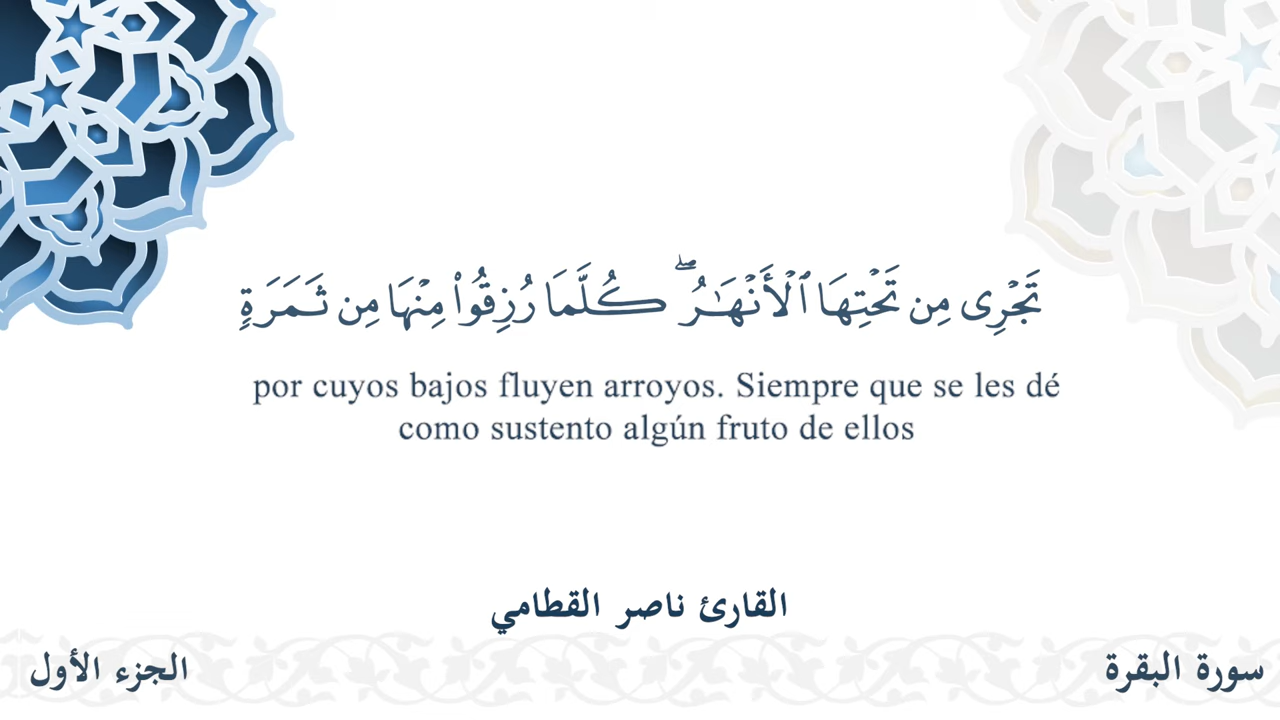 تَجْرِى مِن تَحْتِهَا ٱلْأَنْهَـٰرُ ۖ كُلَّمَا رُزِقُوا۟ مِنْهَا مِن ثَمَرَةٍ
por cuyos bajos fluyen arroyos. Siempre que se les dé
como sustento algún fruto de ellos
القارئ ناصر القطامي
سورة البقرة
الجزء الأول